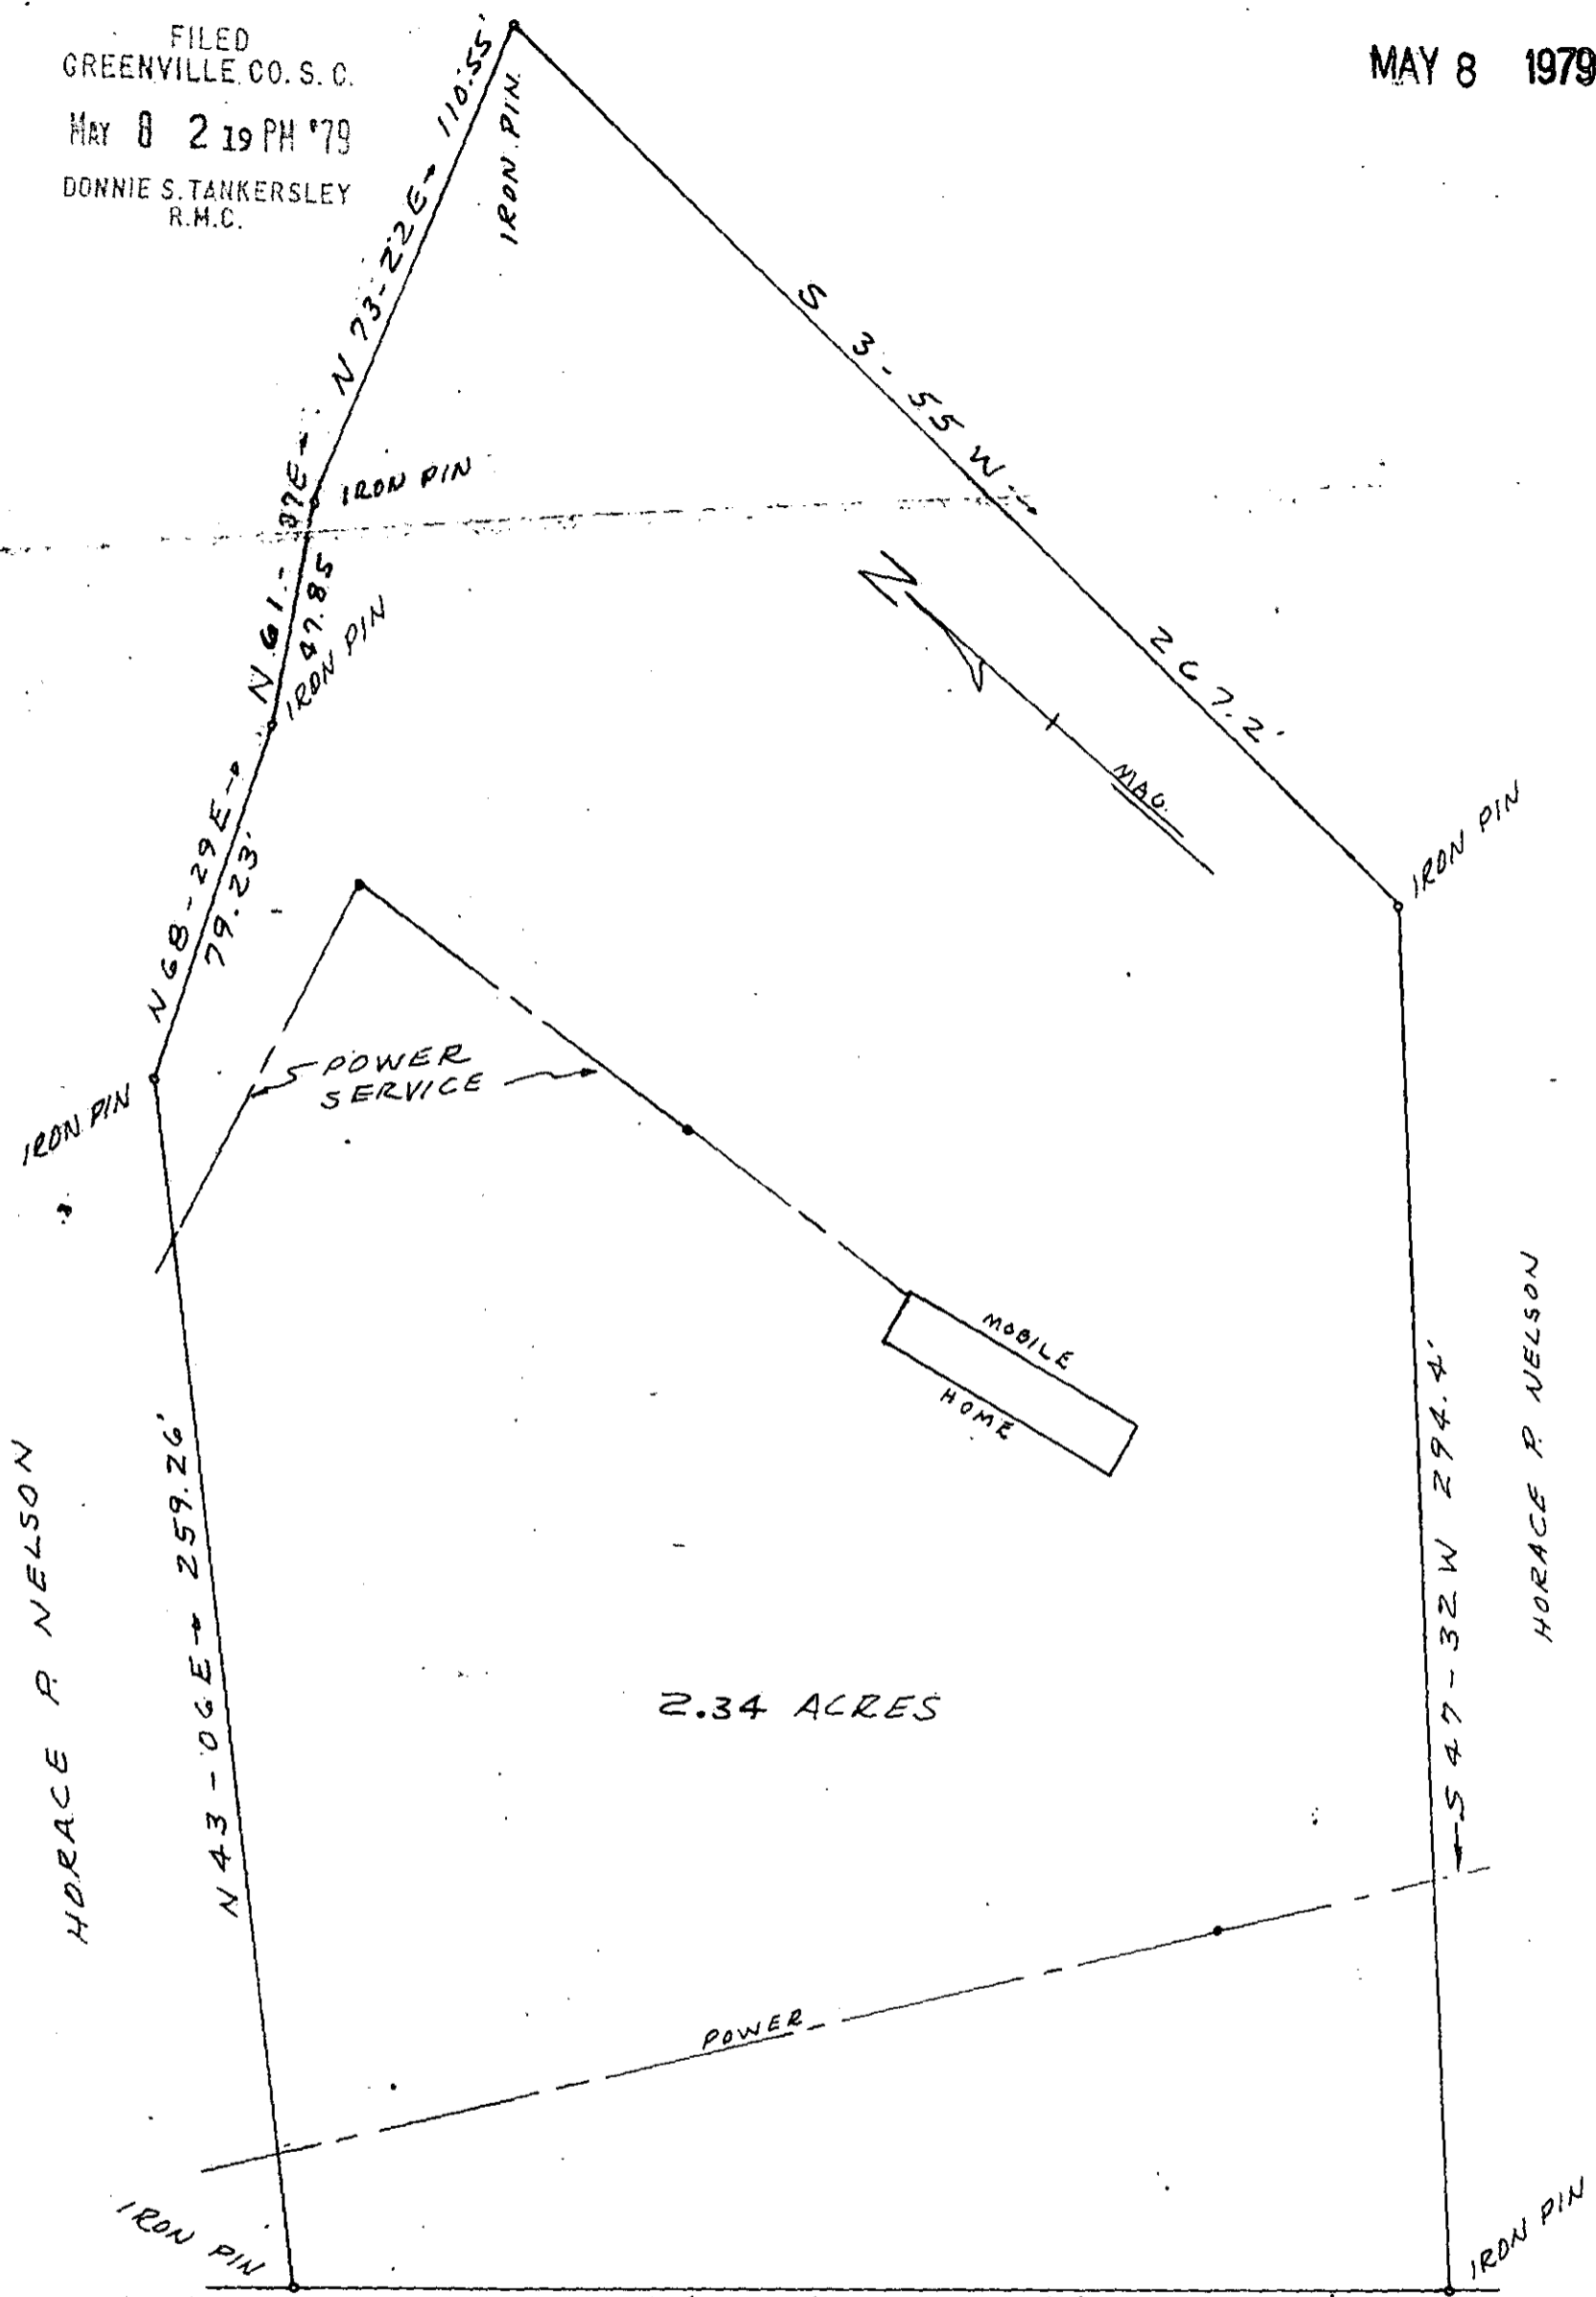 FILED
GREENVILLE CO. S. C.
MAY 8 2 19 PM '79
DONNIE S. TANKERSLEY
R.M.C.
MAY 8 1979
N 73-22E 110.55'
IRON PIN
S 3-55 W
267.2'
IRON PIN
N 61-
47.85
IRON PIN
N
MAG.
N 68-29E
79.23'
IRON PIN
IRON PIN
POWER
SERVICE
MOBILE
HOME
HORACE P. NELSON
N 43-06E 259.26'
2.34 ACRES
S 47-32W 294.4'
HORACE P. NELSON
POWER
IRON PIN
IRON PIN